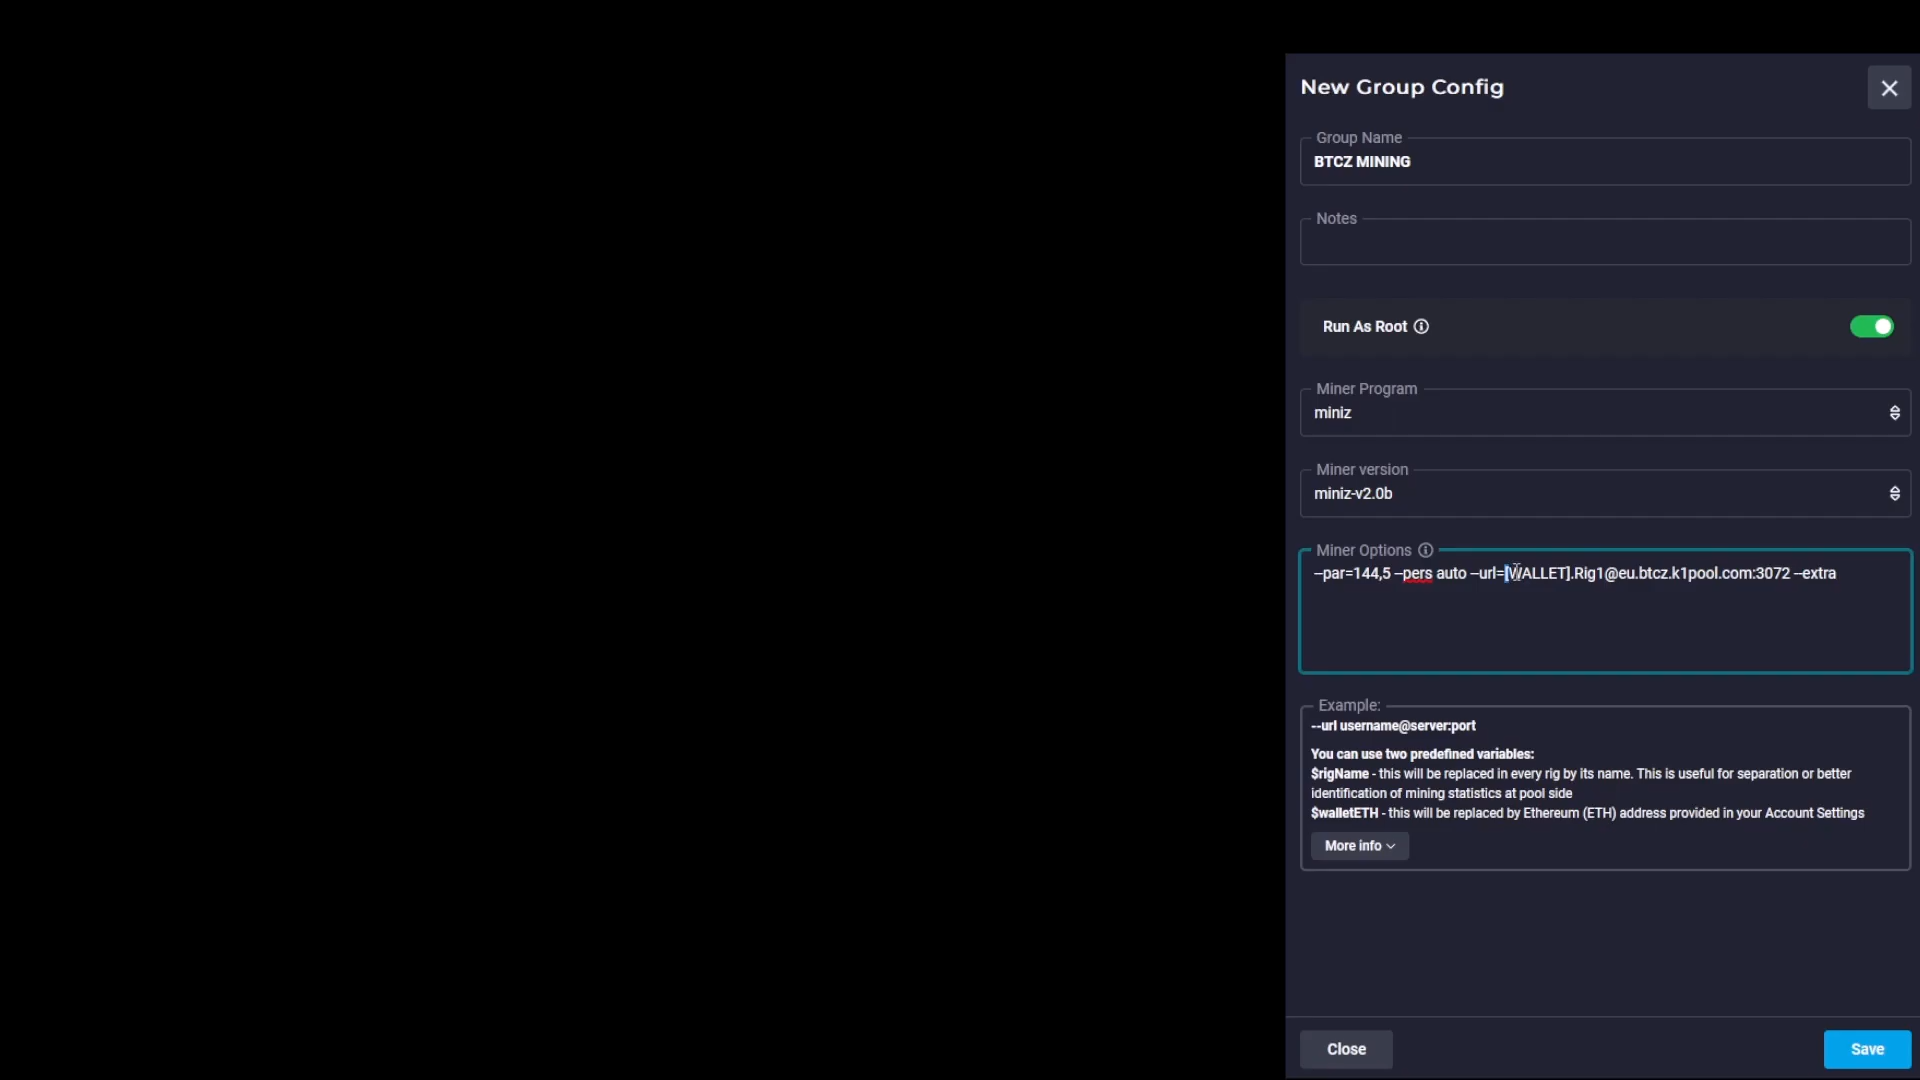 New Group Config
Group Name
BTCZ MINING
Notes
Run As Root
Miner Program
miniz
Miner version
miniz-v2.0b
Miner Options
--par=144,5 --pers auto --url=[WALLET].Rig1@eu.btcz.k1pool.com:3072 --extra
Example:
--url username@server:port
You can use two predefined variables:
$rigName - this will be replaced in every rig by its name. This is useful for separation or better
identification of mining statistics at pool side
$walletETH - this will be replaced by Ethereum (ETH) address provided in your Account Settings
More info
Close
Save